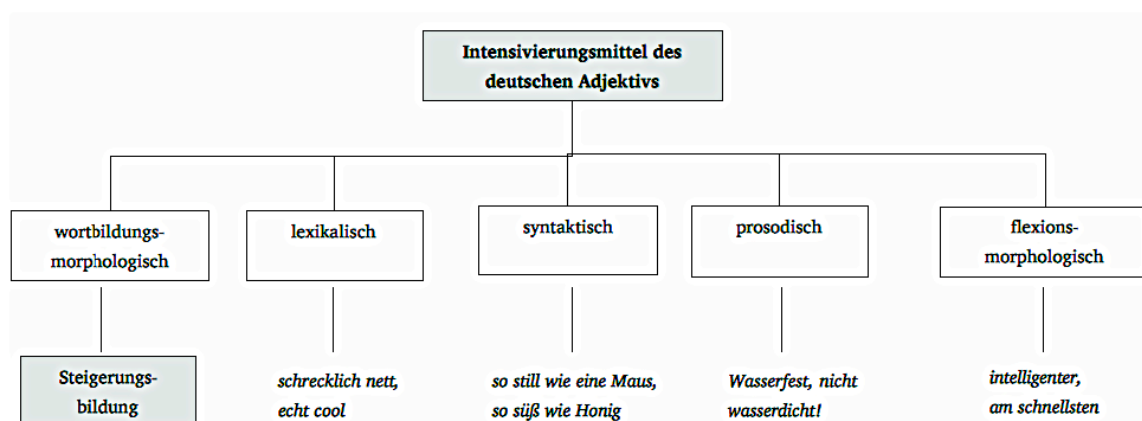 Intensivierungsmittel des
deutschen Adjektivs
wortbildungs-
morphologisch
lexikalisch
syntaktisch
prosodisch
flexions-
morphologisch
Steigerungs-
bildung
schrecklich nett,
echt cool
so still wie eine Maus,
so süß wie Honig
Wasserfest, nicht
wasserdicht!
intelligenter,
am schnellsten